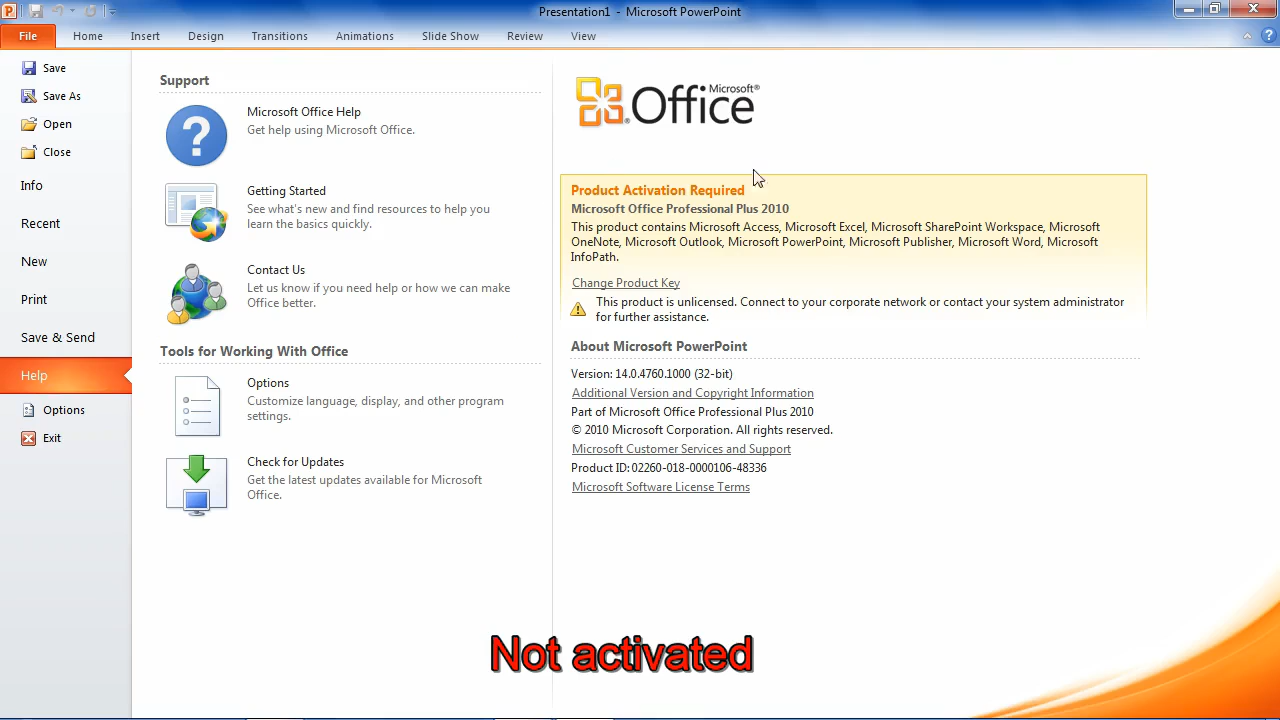 Presentation1 - Microsoft PowerPoint
File Home Insert Design Transitions Animations Slide Show Review View
Save
Save As
Open
Close
Info
Recent
New
Print
Save & Send
Help
Options
Exit
Support
Microsoft Office Help
Get help using Microsoft Office.
Getting Started
See what's new and find resources to help you
learn the basics quickly.
Contact Us
Let us know if you need help or how we can make
Office better.
Tools for Working With Office
Options
Customize language, display, and other program
settings.
Check for Updates
Get the latest updates available for Microsoft
Office.
Microsoft®
Office
Product Activation Required
Microsoft Office Professional Plus 2010
This product contains Microsoft Access, Microsoft Excel, Microsoft SharePoint Workspace, Microsoft
OneNote, Microsoft Outlook, Microsoft PowerPoint, Microsoft Publisher, Microsoft Word, Microsoft
InfoPath.
Change Product Key
This product is unlicensed. Connect to your corporate network or contact your system administrator
for further assistance.
About Microsoft PowerPoint
Version: 14.0.4760.1000 (32-bit)
Additional Version and Copyright Information
Part of Microsoft Office Professional Plus 2010
© 2010 Microsoft Corporation. All rights reserved.
Microsoft Customer Services and Support
Product ID: 02260-018-0000106-48336
Microsoft Software License Terms
Not activated